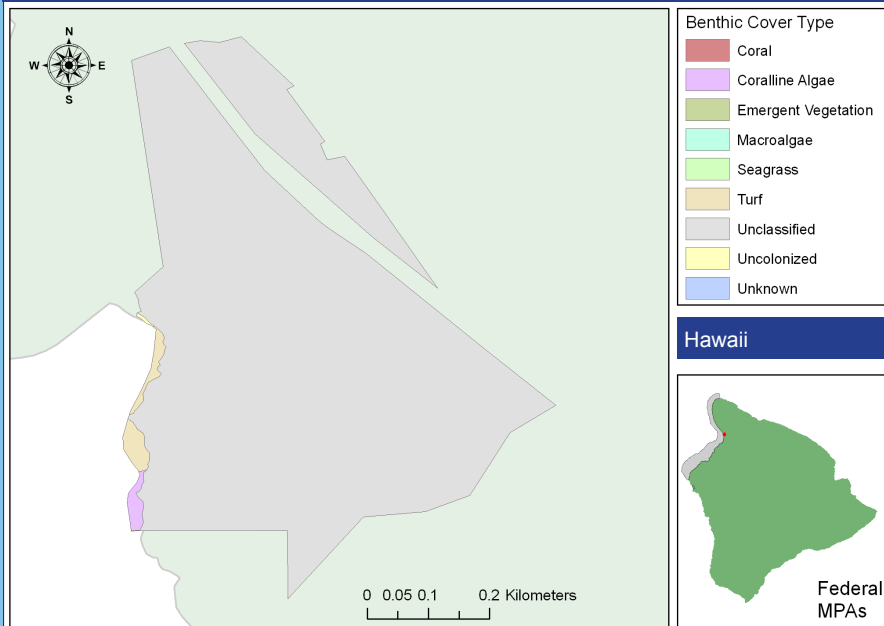 N
W E
S
0 0.05 0.1 0.2 Kilometers
Benthic Cover Type
Coral
Coralline Algae
Emergent Vegetation
Macroalgae
Seagrass
Turf
Unclassified
Uncolonized
Unknown
Hawaii
Federal
MPAs